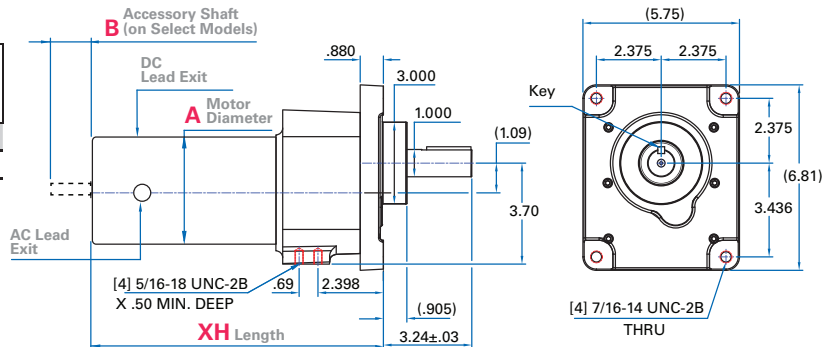 B Accessory Shaft
(on Select Models)
DC
Lead Exit
A Motor
Diameter
AC Lead
Exit
.880
3.000
1.000
(1.09)
3.70
[4] 5/16-18 UNC-2B
X .50 MIN. DEEP
.69
2.398
(.905)
XH Length
3.24±.03
(5.75)
2.375
2.375
Key
2.375
(6.81)
3.436
[4] 7/16-14 UNC-2B
THRU